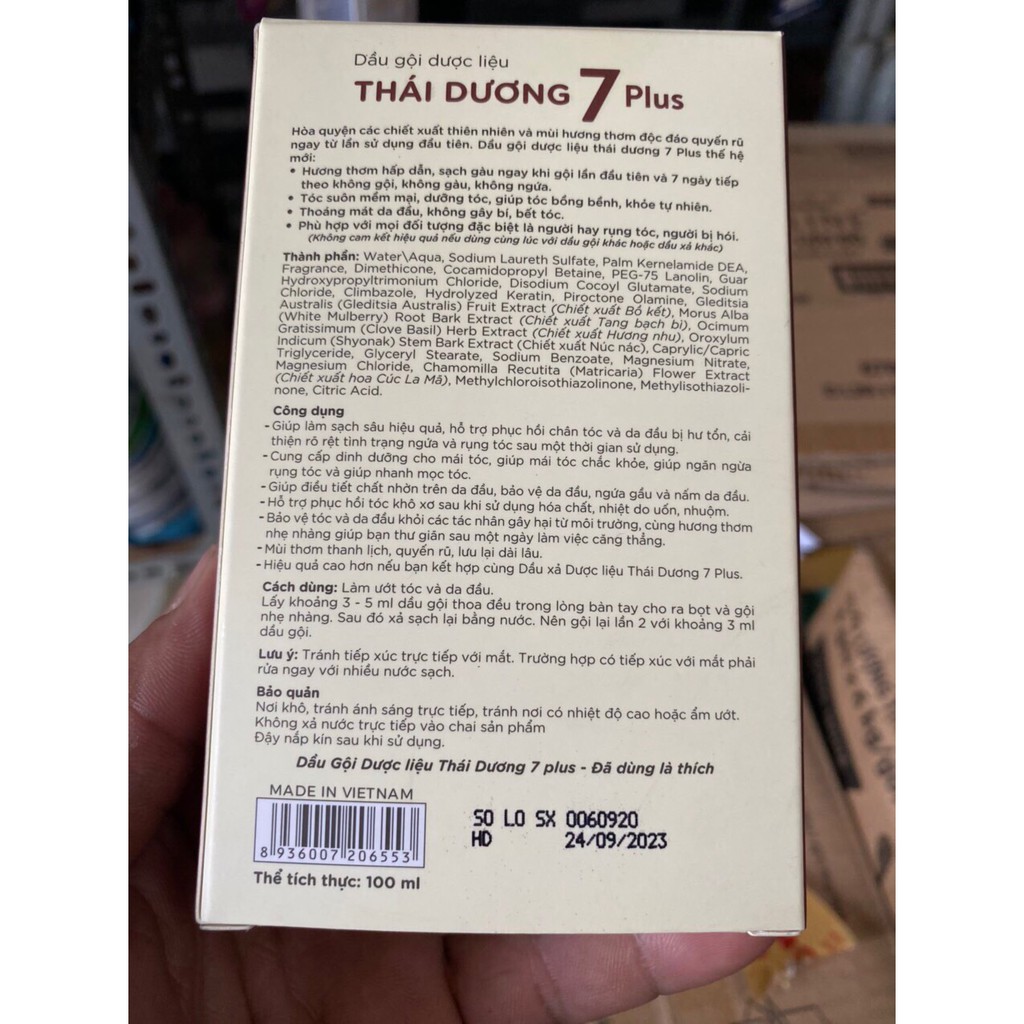 Dầu gội dược liệu
THÁI DƯƠNG 7 Plus
Hòa quyện các chiết xuất thiên nhiên và mùi hương thơm độc đáo quyến rũ
ngay từ lần sử dụng đầu tiên. Dầu gội dược liệu thái dương 7 Plus thế hệ
mới:
• Hương thơm hấp dẫn, sạch gàu ngay khi gội lần đầu tiên và 7 ngày tiếp
theo không gội, không gàu, không ngứa.
• Tóc suôn mềm mại, dưỡng tóc, giúp tóc bồng bềnh, khỏe tự nhiên.
• Thoáng mát da đầu, không gây bí, bết tóc.
• Phù hợp với mọi đối tượng đặc biệt là người hay rụng tóc, người bị hói.
(Không cam kết hiệu quả nếu dùng cùng lúc với dầu gội khác hoặc dầu xả khác)
Thành phần: Water\Aqua, Sodium Laureth Sulfate, Palm Kernelamide DEA,
Fragrance, Dimethicone, Cocamidopropyl Betaine, PEG-75 Lanolin, Guar
Hydroxypropyltrimonium Chloride, Disodium Cocoyl Glutamate, Sodium
Chloride, Climbazole, Hydrolyzed Keratin, Piroctone Olamine, Gleditsia
Australis (Gleditsia Australis) Fruit Extract (Chiết xuất Bồ kết), Morus Alba
(White Mulberry) Root Bark Extract (Chiết xuất Tang bạch bì), Ocimum
Gratissimum (Clove Basil) Herb Extract (Chiết xuất Hương nhu), Oroxylum
Indicum (Shyonak) Stem Bark Extract (Chiết xuất Núc nác), Caprylic/Capric
Triglyceride, Glyceryl Stearate, Sodium Benzoate, Magnesium Nitrate,
Magnesium Chloride, Chamomilla Recutita (Matricaria) Flower Extract
(Chiết xuất hoa Cúc La Mã), Methylchloroisothiazolinone, Methylisothiazoli-
none, Citric Acid.
Công dụng
- Giúp làm sạch sâu hiệu quả, hỗ trợ phục hồi chân tóc và da đầu bị hư tổn, cải
thiện rõ rệt tình trạng ngứa và rụng tóc sau một thời gian sử dụng.
- Cung cấp dinh dưỡng cho mái tóc, giúp mái tóc chắc khỏe, giúp ngăn ngừa
rụng tóc và giúp nhanh mọc tóc.
- Giúp điều tiết chất nhờn trên da đầu, bảo vệ da đầu, ngứa gầu và nấm da đầu.
- Hỗ trợ phục hồi tóc khô xơ sau khi sử dụng hóa chất, nhiệt do uốn, nhuộm.
- Bảo vệ tóc và da đầu khỏi các tác nhân gây hại từ môi trường, cùng hương thơm
nhẹ nhàng giúp bạn thư giãn sau một ngày làm việc căng thẳng.
- Mùi thơm thanh lịch, quyến rũ, lưu lại dài lâu.
- Hiệu quả cao hơn nếu bạn kết hợp cùng Dầu xả Dược liệu Thái Dương 7 Plus.
Cách dùng: Làm ướt tóc và da đầu.
Lấy khoảng 3 - 5 ml dầu gội thoa đều trong lòng bàn tay cho ra bọt và gội
nhẹ nhàng. Sau đó xả sạch lại bằng nước. Nên gội lại lần 2 với khoảng 3 ml
dầu gội.
Lưu ý: Tránh tiếp xúc trực tiếp với mắt. Trường hợp có tiếp xúc với mắt phải
rửa ngay với nhiều nước sạch.
Bảo quản
Nơi khô, tránh ánh sáng trực tiếp, tránh nơi có nhiệt độ cao hoặc ẩm ướt.
Không xả nước trực tiếp vào chai sản phẩm
Đậy nắp kín sau khi sử dụng.
Dầu Gội Dược liệu Thái Dương 7 plus - Đã dùng là thích
MADE IN VIETNAM
SO LO SX 0060920
HD 24/09/2023
8 936007 206553
Thể tích thực: 100 ml